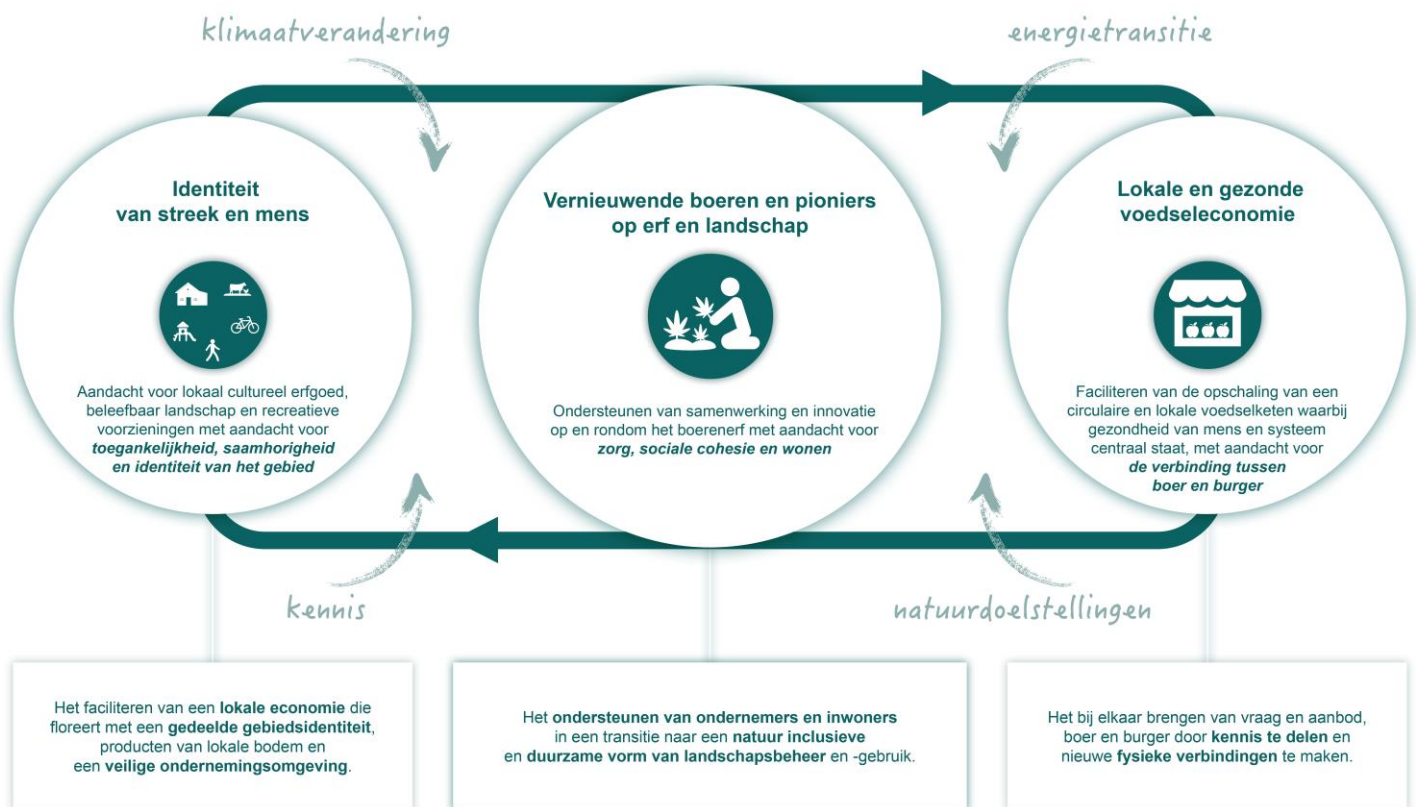 klimaatverandering
energietransitie
Identiteit
van streek en mens
Aandacht voor lokaal cultureel erfgoed,
beleefbaar landschap en recreatieve
voorzieningen met aandacht voor
toegankelijkheid, saamhorigheid
en identiteit van het gebied
Vernieuwende boeren en pioniers
op erf en landschap
Ondersteunen van samenwerking en innovatie
op en rondom het boerenerf met aandacht voor
zorg, sociale cohesie en wonen
Lokale en gezonde
voedseleconomie
Faciliteren van de opschaling van een
circulaire en lokale voedselketen waarbij
gezondheid van mens en systeem
centraal staat, met aandacht voor
de verbinding tussen
boer en burger
kennis
natuurdoelstellingen
Het faciliteren van een lokale economie die
floreert met een gedeelde gebiedsidentiteit,
producten van lokale bodem en
een veilige ondernemingsomgeving.
Het ondersteunen van ondernemers en inwoners
in een transitie naar een natuur inclusieve
en duurzame vorm van landschapsbeheer en -gebruik.
Het bij elkaar brengen van vraag en aanbod,
boer en burger door kennis te delen en
nieuwe fysieke verbindingen te maken.